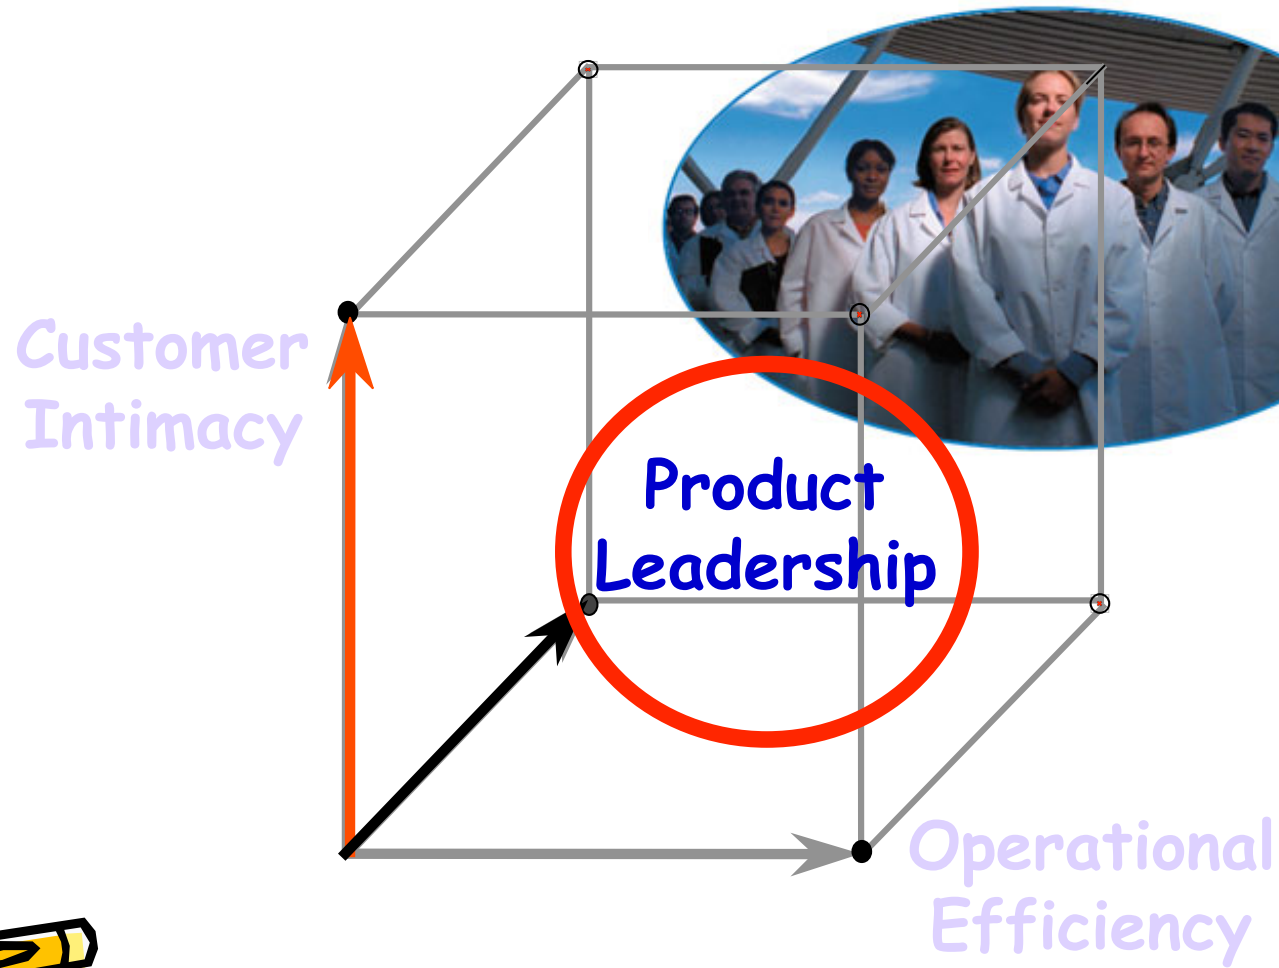 Customer
Intimacy
Product
Leadership
Operational
Efficiency